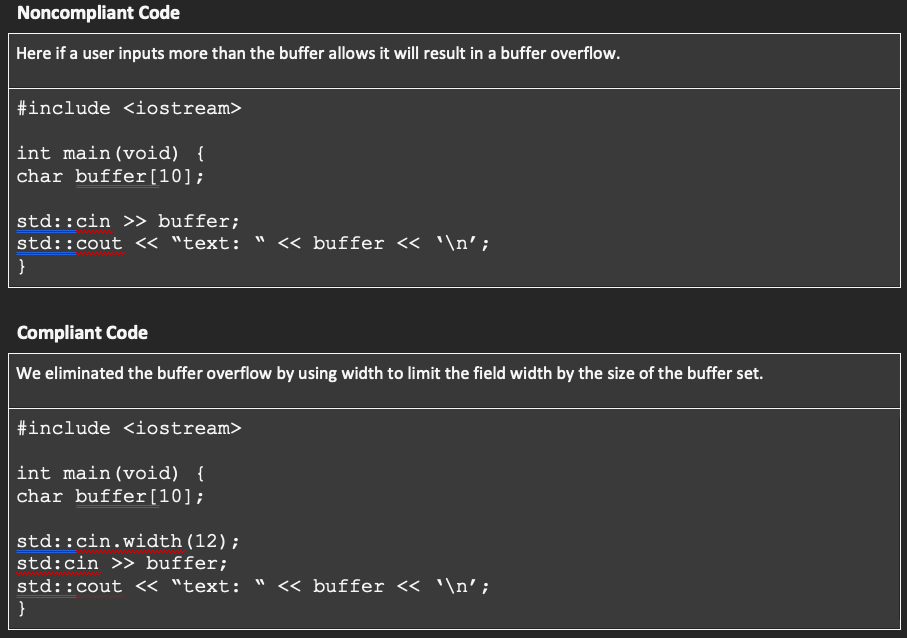 Noncompliant Code
Here if a user inputs more than the buffer allows it will result in a buffer overflow.
#include <iostream>
int main(void) {
char buffer[10];
std::cin >> buffer;
std::cout << “text: “ << buffer << ‘\n’;
}
Compliant Code
We eliminated the buffer overflow by using width to limit the field width by the size of the buffer set.
#include <iostream>
int main(void) {
char buffer[10];
std::cin.width(12);
std:cin >> buffer;
std::cout << “text: “ << buffer << ‘\n’;
}